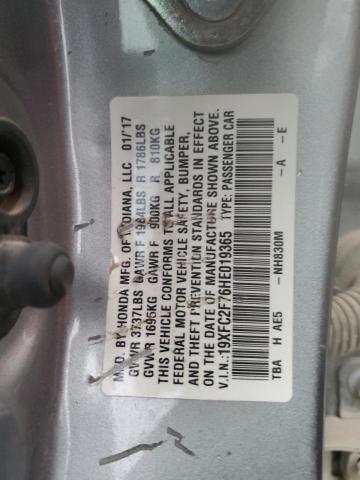 MFD. BY HONDA MFG. OF INDIANA, LLC 01/'17
GVWR 3737LBS GAWR F 1984LBS R 1786LBS
GVWR 1695KG GAWR F 900KG R 810KG
THIS VEHICLE CONFORMS TO ALL APPLICABLE
FEDERAL MOTOR VEHICLE SAFETY, BUMPER,
AND THEFT PREVENTION STANDARDS IN EFFECT
ON THE DATE OF MANUFACTURE SHOWN ABOVE.
V.I.N.:19XFC2F76HE019365 TYPE: PASSENGER CAR
TBA H AE5 - NH830M - A - E